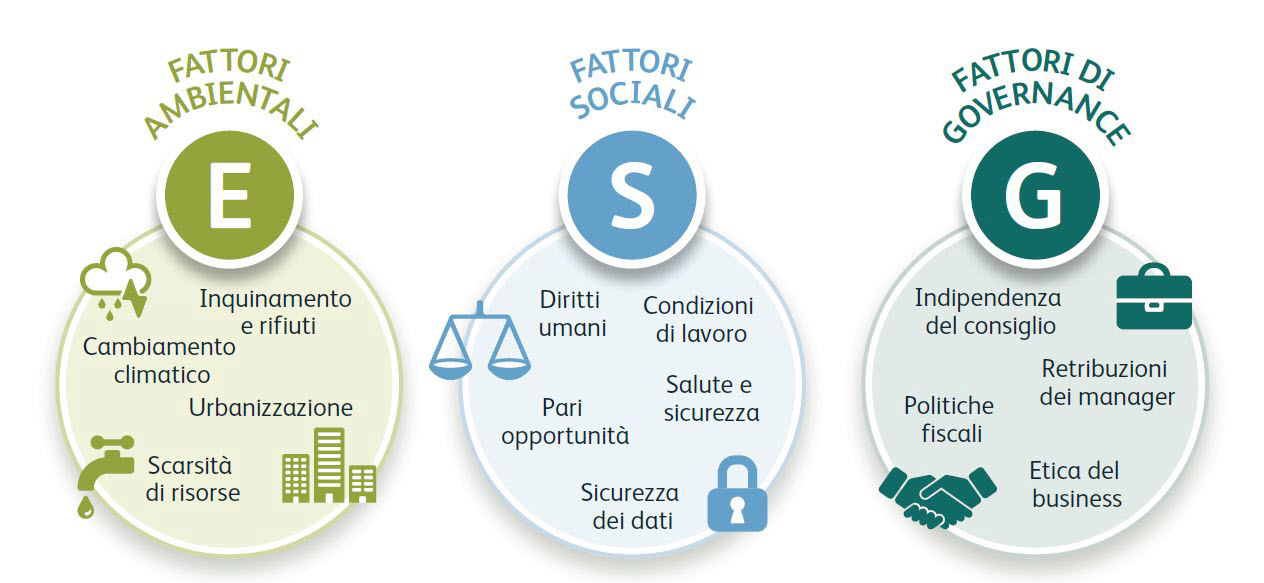 FATTORI
AMBIENTALI
E
Inquinamento
e rifiuti
Cambiamento
climatico
Urbanizzazione
Scarsità
di risorse
FATTORI
SOCIALI
S
Diritti
umani
Condizioni
di lavoro
Salute e
sicurezza
Pari
opportunità
Sicurezza
dei dati
FATTORI DI
GOVERNANCE
G
Indipendenza
del consiglio
Retribuzioni
dei manager
Politiche
fiscali
Etica del
business